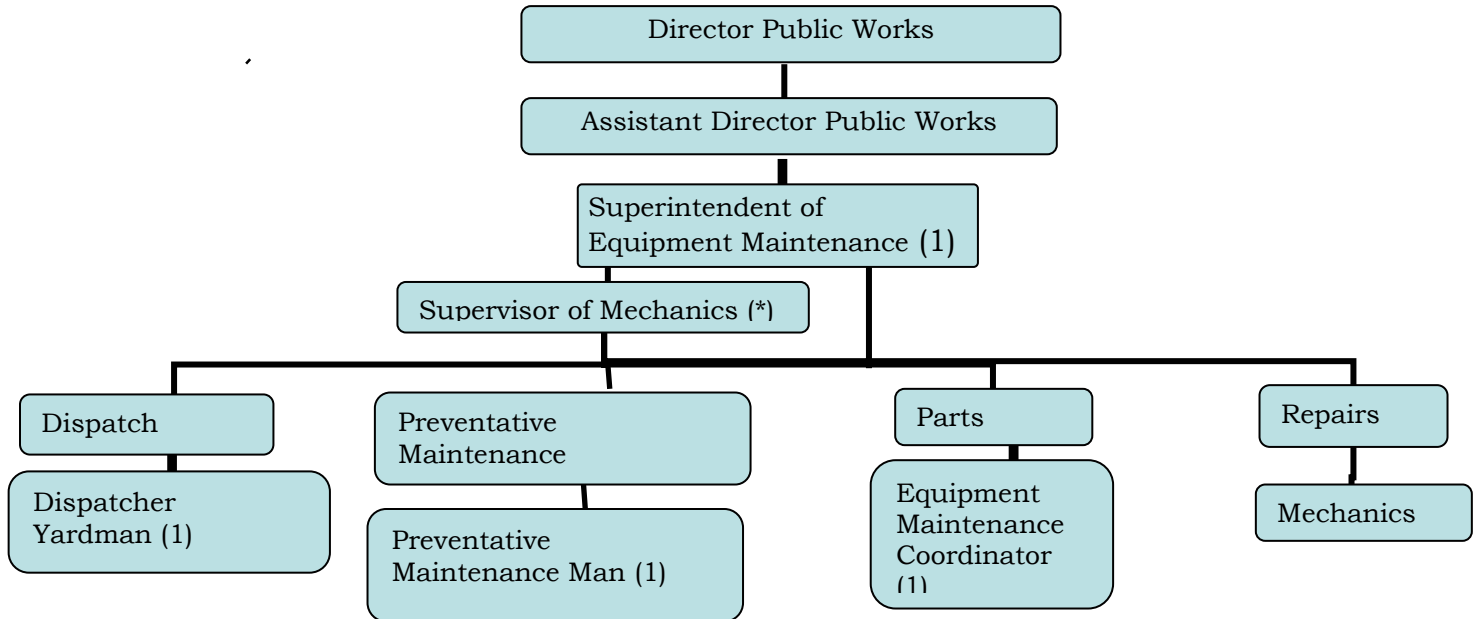 Director Public Works
Assistant Director Public Works
Superintendent of
Equipment Maintenance (1)
Supervisor of Mechanics (*)
Dispatch
Preventative
Maintenance
Parts
Repairs
Dispatcher
Yardman (1)
Preventative
Maintenance Man (1)
Equipment
Maintenance
Coordinator
(1)
Mechanics